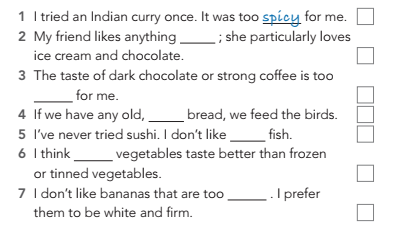 1 I tried an Indian curry once. It was too spicy for me.
2 My friend likes anything _____ ; she particularly loves
ice cream and chocolate.
3 The taste of dark chocolate or strong coffee is too
______ for me.
4 If we have any old, _____ bread, we feed the birds.
5 I've never tried sushi. I don't like _____ fish.
6 I think ______ vegetables taste better than frozen
or tinned vegetables.
7 I don't like bananas that are too ______ . I prefer
them to be white and firm.